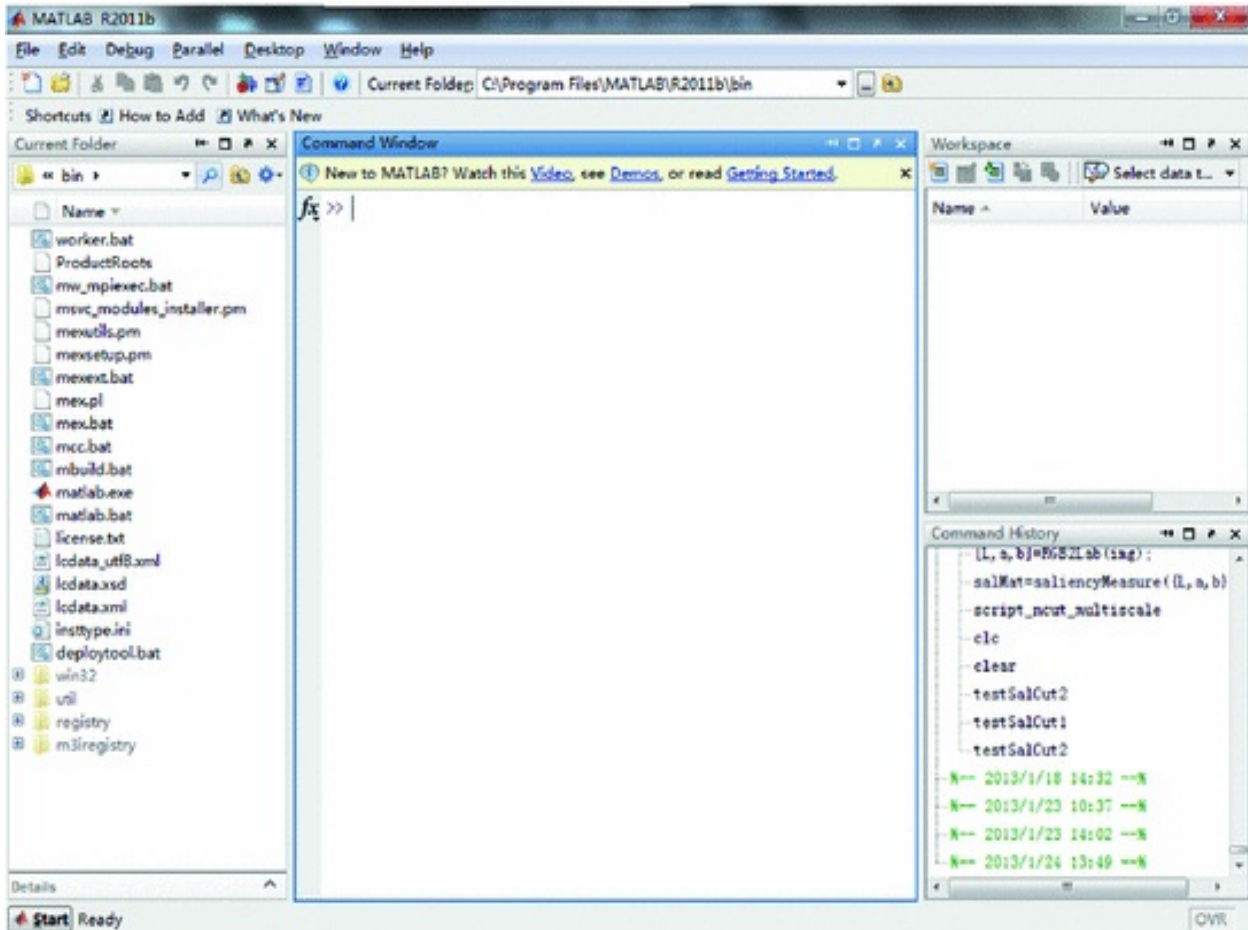 MATLAB R2011b
File Edit Debug Parallel Desktop Window Help
Current Folder: C:\Program Files\MATLAB\R2011b\bin
Shortcuts How to Add What's New
Current Folder
« bin
Name
worker.bat
ProductRoots
mw_mpiexec.bat
msvc_modules_installer.pm
mexutils.pm
mexsetup.pm
mexext.bat
mex.pl
mex.bat
mcc.bat
mbuild.bat
matlab.exe
matlab.bat
license.txt
lcdata_utf8.xml
lcdata.xsd
lcdata.xml
insttype.ini
deploytool.bat
win32
util
registry
m3iregistry
Details
Command Window
New to MATLAB? Watch this Video, see Demos, or read Getting Started.
fx >>
Workspace
Select data t...
Name Value
Command History
[L,a,b]=RGB2Lab(img);
salMat=saliencyMeasure({L,a,b}
script_ncut_multiscale
clc
clear
testSalCut2
testSalCut1
testSalCut2
%-- 2013/1/18 14:32 --%
%-- 2013/1/23 10:37 --%
%-- 2013/1/23 14:02 --%
%-- 2013/1/24 13:49 --%
Start Ready
OVR